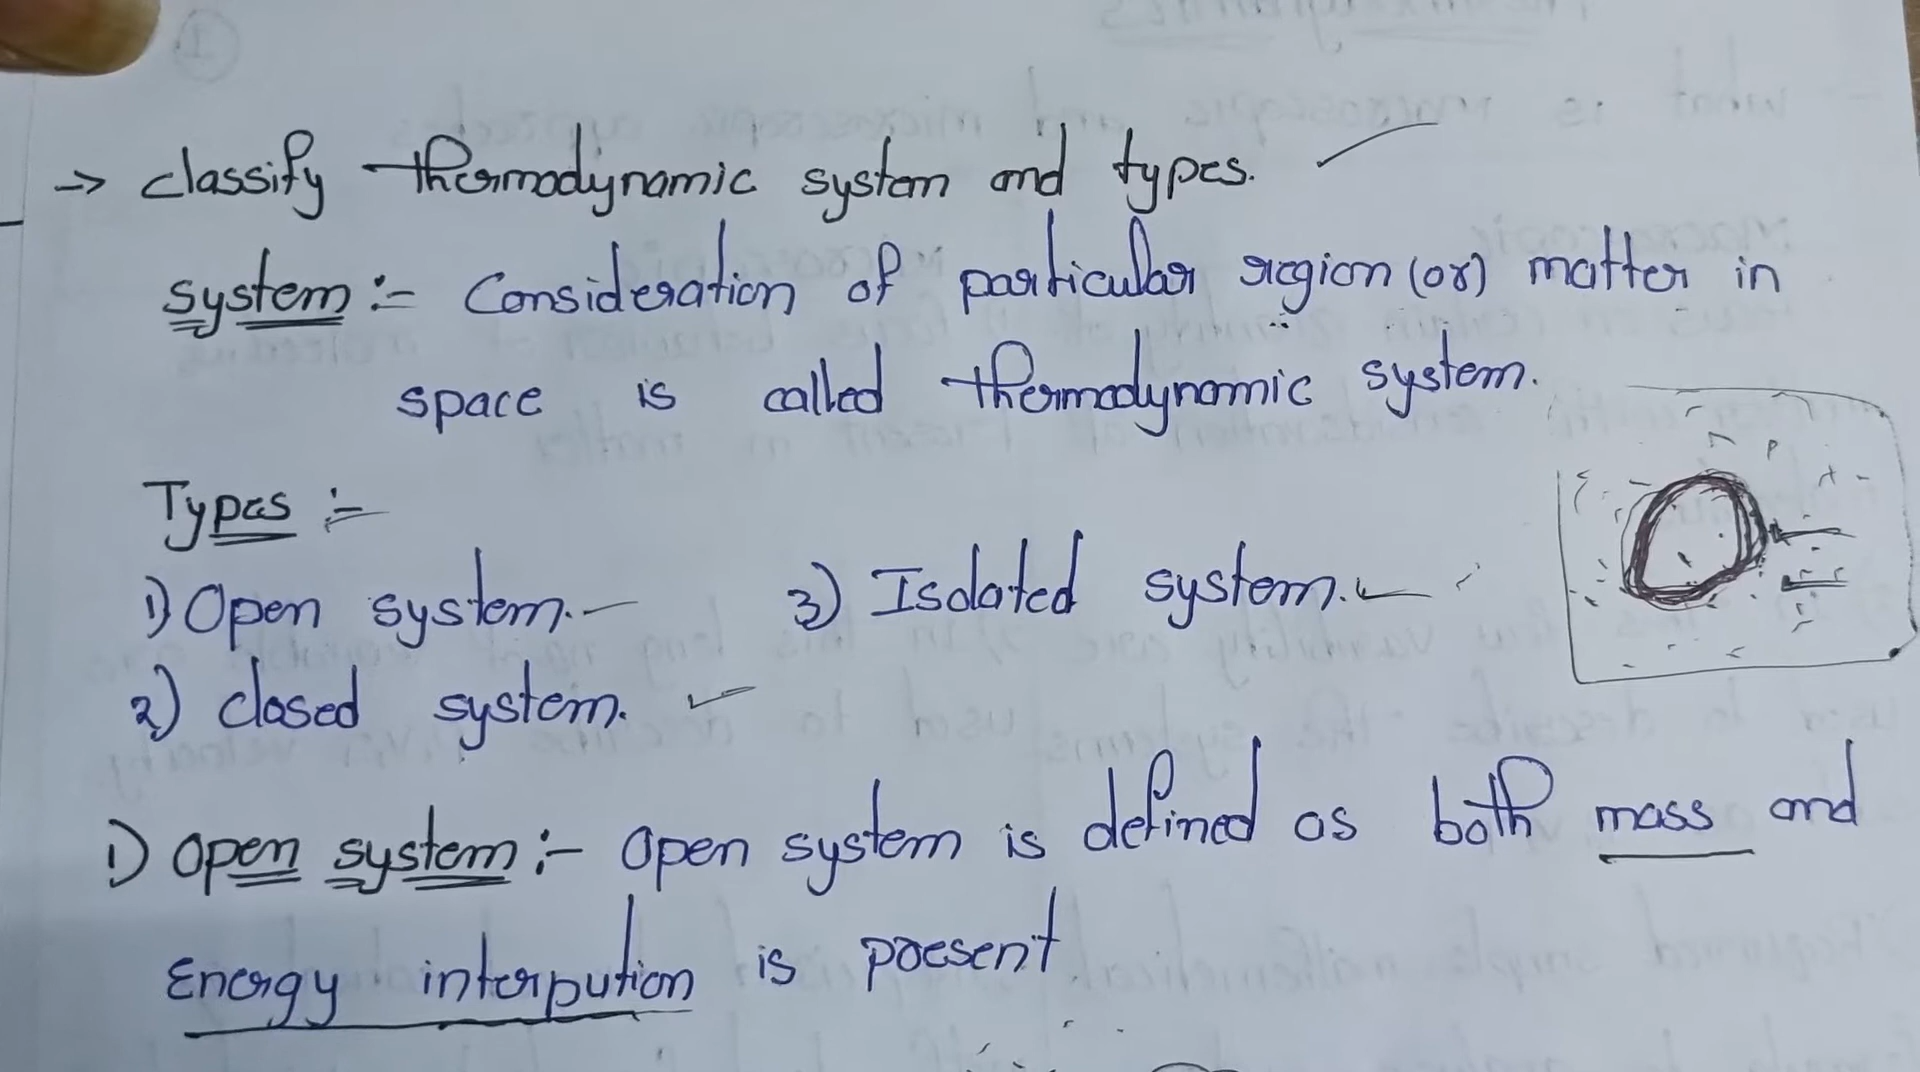 → classify thermodynamic system and types.
system :- Consideration of particular region (or) matter in
space is called thermodynamic system.
Types :-
1) Open system.
3) Isolated system.
2) closed system.
1) Open system :- Open system is defined as both mass and
Energy interpution is present